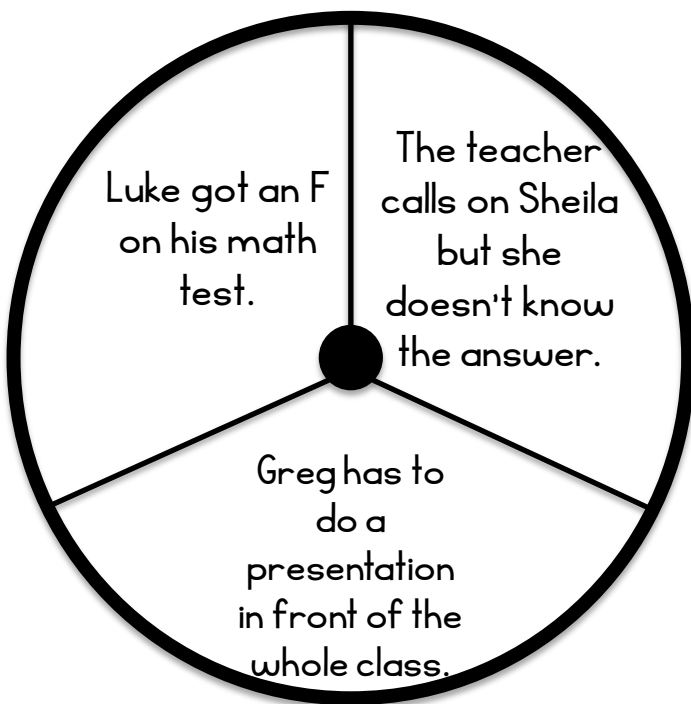 Luke got an F
on his math
test.
The teacher
calls on Sheila
but she
doesn't know
the answer.
Greg has to
do a
presentation
in front of the
whole class.